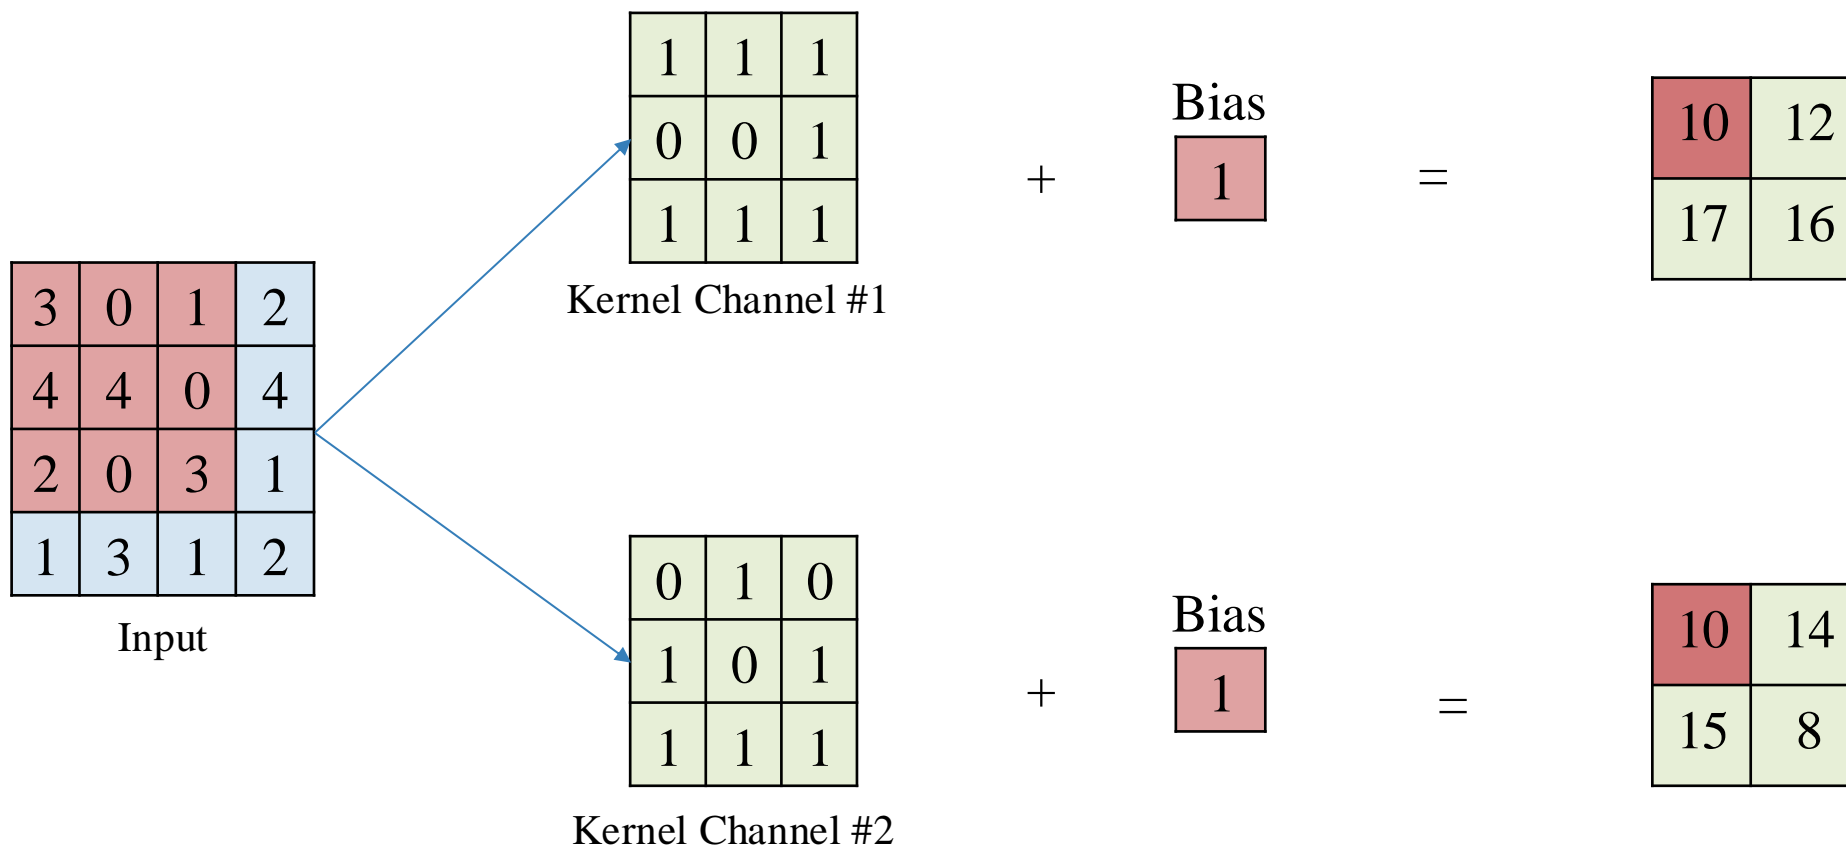 1 1 1
0 0 1
1 1 1
Kernel Channel #1
+
Bias
1
=
10 12
17 16
3 0 1 2
4 4 0 4
2 0 3 1
1 3 1 2
Input
0 1 0
1 0 1
1 1 1
Kernel Channel #2
+
Bias
1
=
10 14
15 8